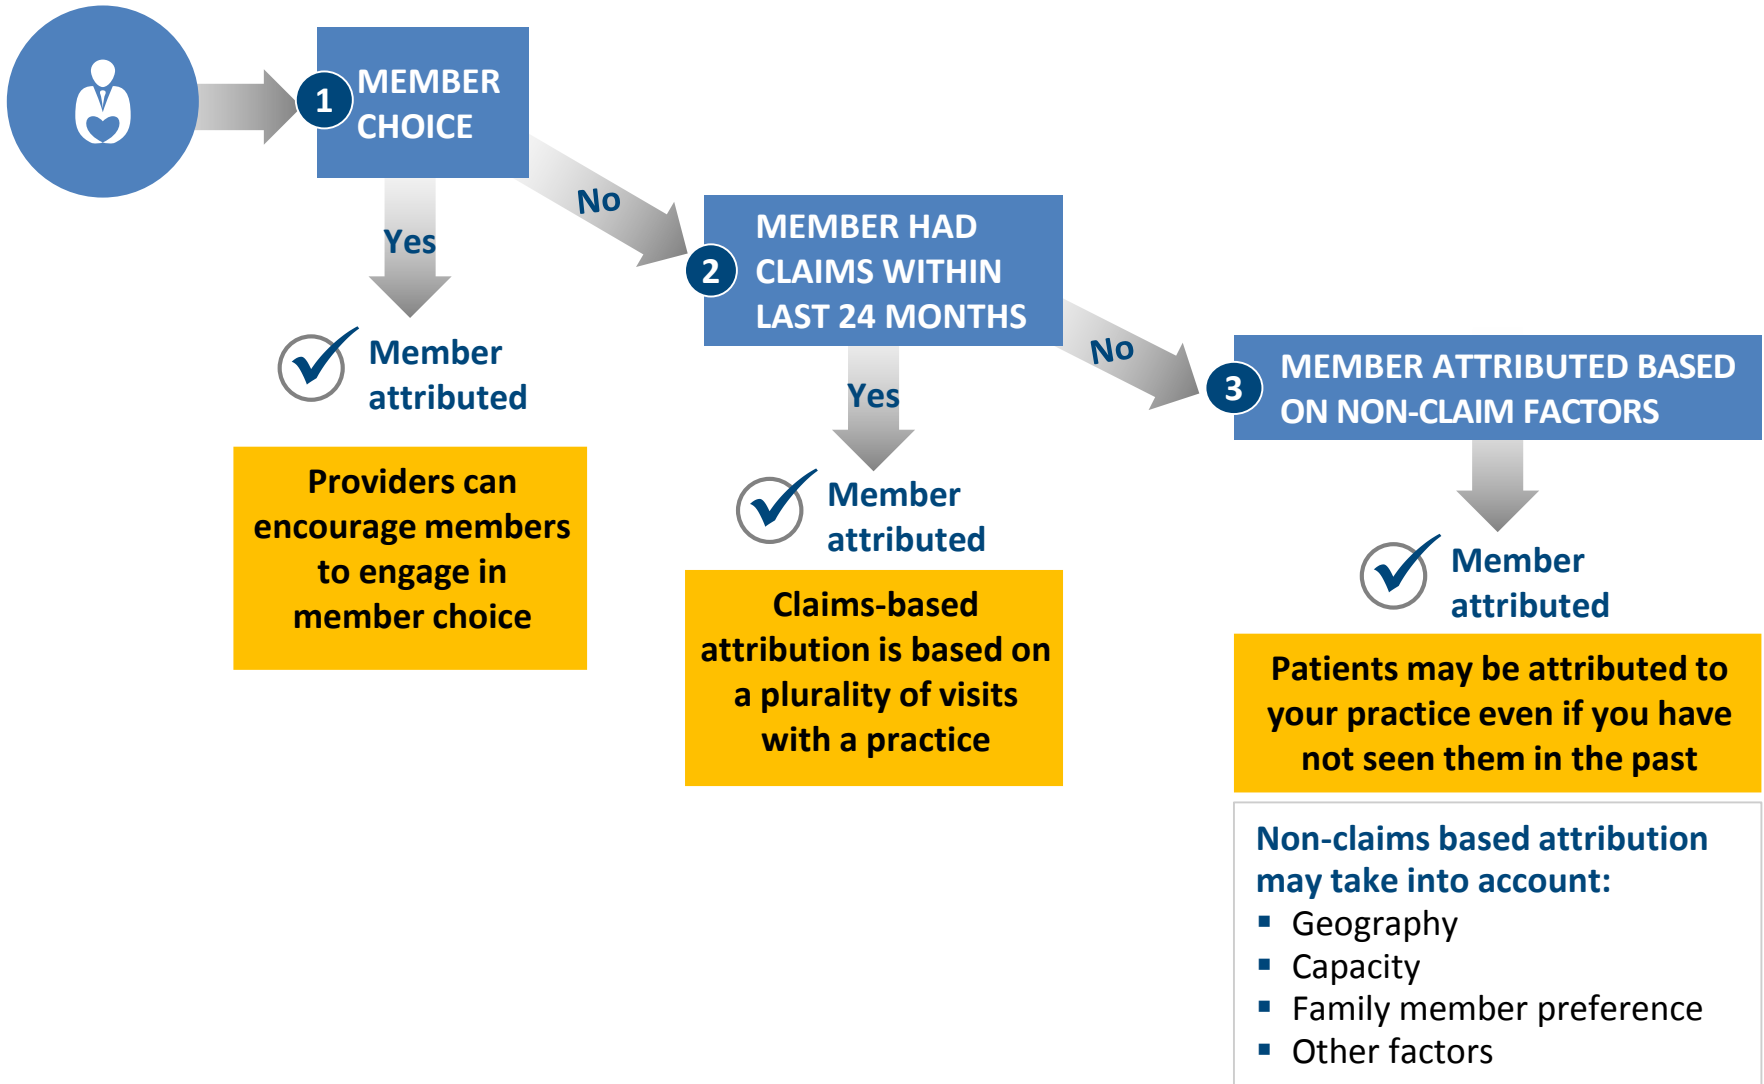 1
MEMBER
CHOICE
No
Yes
Member
attributed
Providers can
encourage members
to engage in
member choice
2
MEMBER HAD
CLAIMS WITHIN
LAST 24 MONTHS
No
Yes
Member
attributed
Claims-based
attribution is based on
a plurality of visits
with a practice
3
MEMBER ATTRIBUTED BASED
ON NON-CLAIM FACTORS
Member
attributed
Patients may be attributed to
your practice even if you have
not seen them in the past
Non-claims based attribution
may take into account:
▪ Geography
▪ Capacity
▪ Family member preference
▪ Other factors